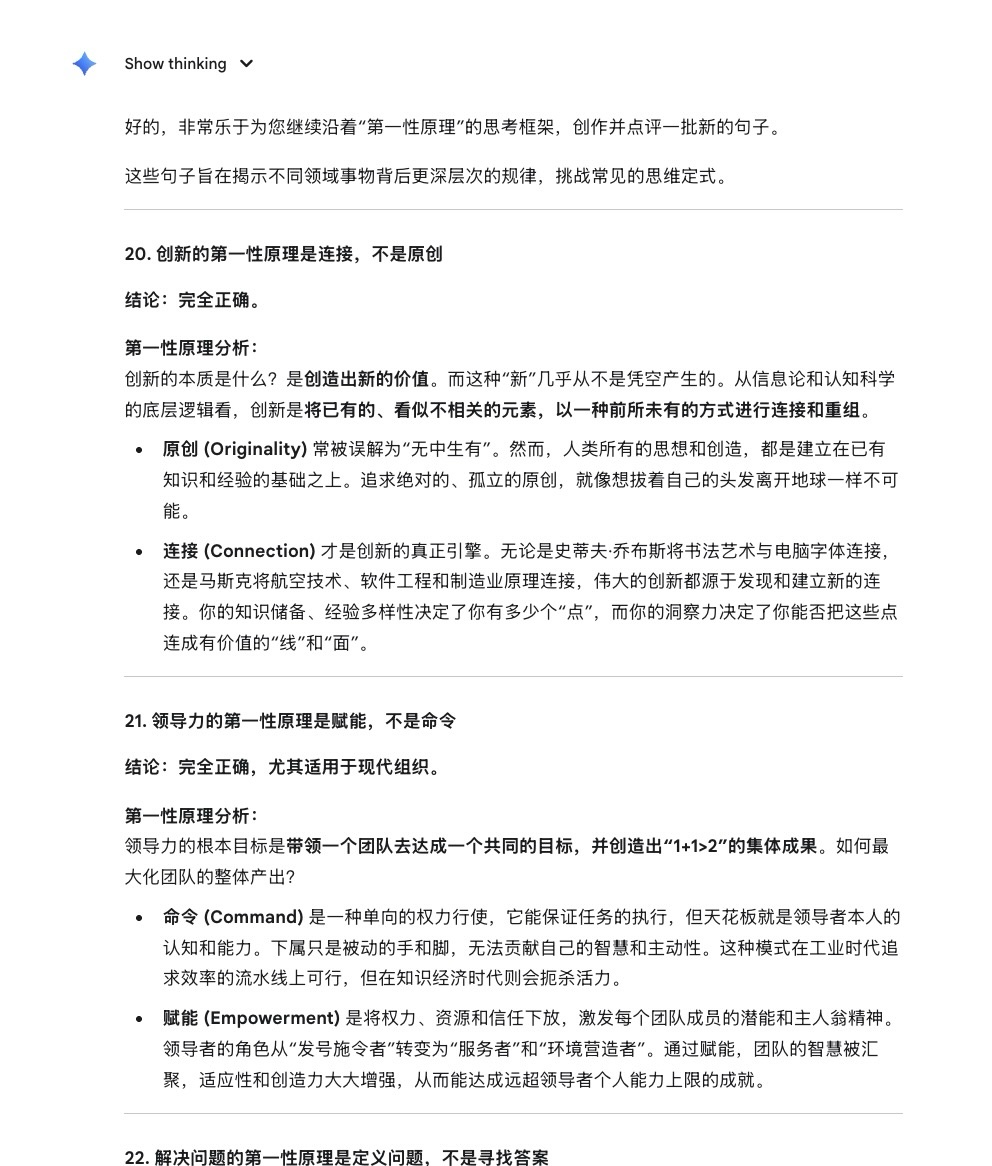 Show thinking
好的，非常乐于为您继续沿着“第一性原理”的思考框架，创作并点评一批新的句子。
这些句子旨在揭示不同领域事物背后更深层次的规律，挑战常见的思维定式。
20. 创新的第一性原理是连接，不是原创
结论：完全正确。
第一性原理分析：
创新的本质是什么？是创造出新的价值。而这种“新”几乎从不是凭空产生的。从信息论和认知科学
的底层逻辑看，创新是将已有的、看似不相关的元素，以一种前所未有的方式进行连接和重组。
• 原创 (Originality) 常被误解为“无中生有”。然而，人类所有的思想和创造，都是建立在已有
知识和经验的基础之上。追求绝对的、孤立的原创，就像想拔着自己的头发离开地球一样不可
能。
• 连接 (Connection) 才是创新的真正引擎。无论是史蒂夫·乔布斯将书法艺术与电脑字体连接，
还是马斯克将航空技术、软件工程和制造业原理连接，伟大的创新都源于发现和建立新的连
接。你的知识储备、经验多样性决定了你有多少个“点”，而你的洞察力决定了你能否把这些点
连成有价值的“线”和“面”。
21. 领导力的第一性原理是赋能，不是命令
结论：完全正确，尤其适用于现代组织。
第一性原理分析：
领导力的根本目标是带领一个团队去达成一个共同的目标，并创造出“1+1>2”的集体成果。如何最
大化团队的整体产出？
• 命令 (Command) 是一种单向的权力行使，它能保证任务的执行，但天花板就是领导者本人的
认知和能力。下属只是被动的手和脚，无法贡献自己的智慧和主动性。这种模式在工业时代追
求效率的流水线上可行，但在知识经济时代则会扼杀活力。
• 赋能 (Empowerment) 是将权力、资源和信任下放，激发每个团队成员的潜能和主人翁精神。
领导者的角色从“发号施令者”转变为“服务者”和“环境营造者”。通过赋能，团队的智慧被汇
聚，适应性和创造力大大增强，从而能达成远超领导者个人能力上限的成就。
22. 解决问题的第一性原理是定义问题，不是寻找答案